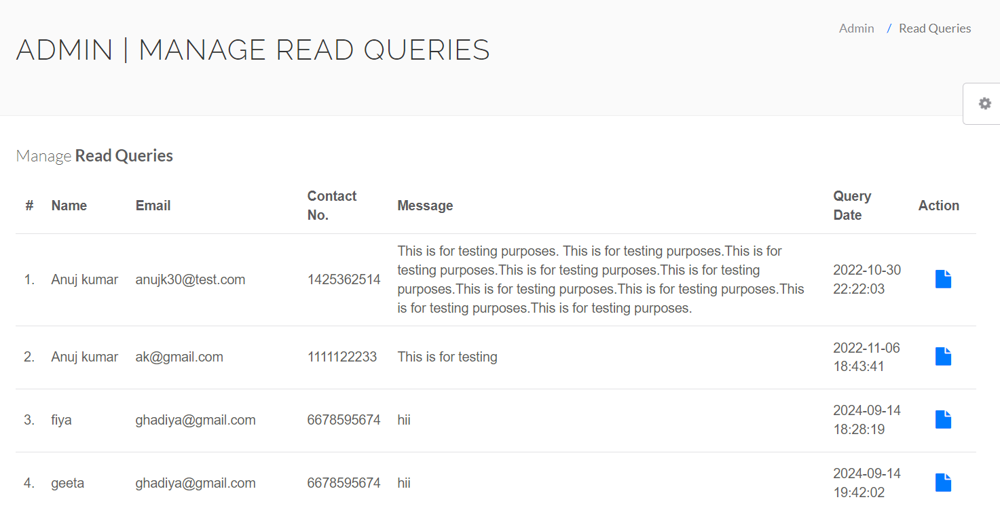 Admin / Read Queries
ADMIN | MANAGE READ QUERIES
Manage Read Queries
# Name Email Contact No. Message Query Date Action
1. Anuj kumar anujk30@test.com 1425362514
This is for testing purposes. This is for testing purposes.This is for
testing purposes.This is for testing purposes.This is for testing
purposes.This is for testing purposes.This is for testing purposes.This
is for testing purposes.This is for testing purposes.
2022-10-30
22:22:03
2. Anuj kumar ak@gmail.com 1111122233 This is for testing
2022-11-06
18:43:41
3. fiya ghadiya@gmail.com 6678595674 hii
2024-09-14
18:28:19
4. geeta ghadiya@gmail.com 6678595674 hii
2024-09-14
19:42:02